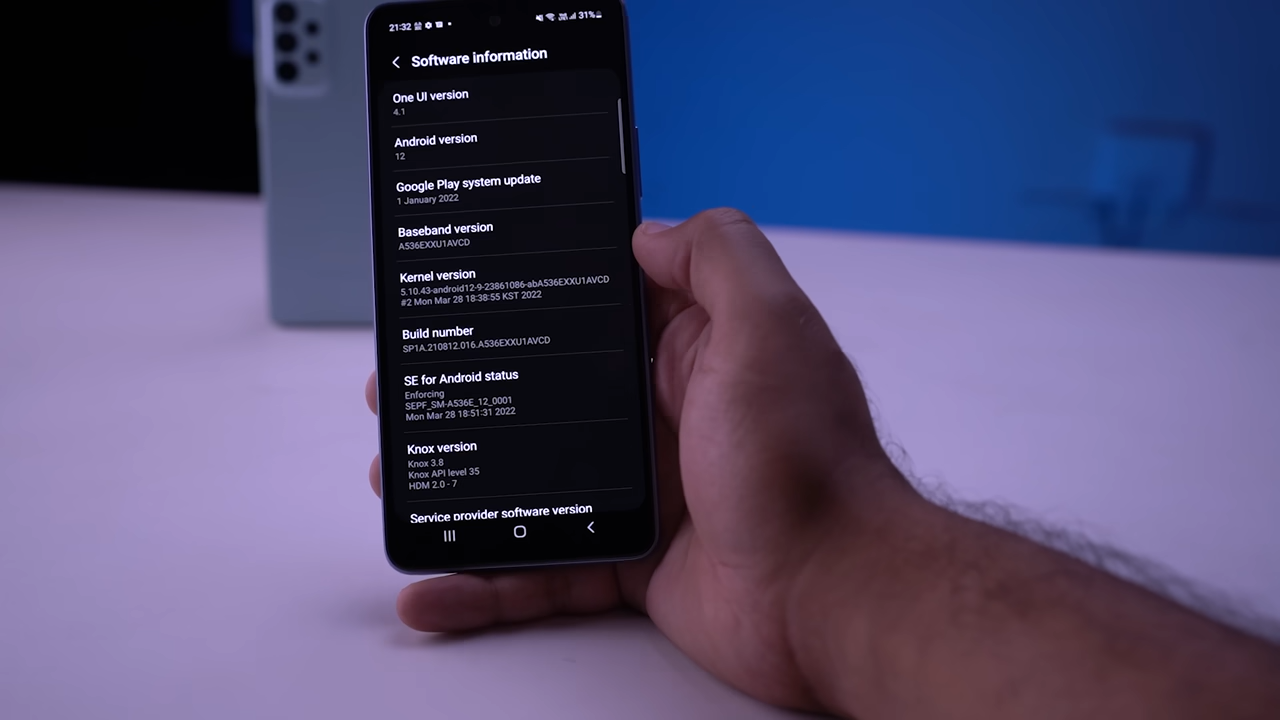 21:32 31%
Software information
One UI version
4.1
Android version
12
Google Play system update
1 January 2022
Baseband version
A536EXXU1AVCD
Kernel version
5.10.43-android12-9-23861086-abA536EXXU1AVCD
#2 Mon Mar 28 18:38:55 KST 2022
Build number
SP1A.210812.016.A536EXXU1AVCD
SE for Android status
Enforcing
SEPF_SM-A536E_12_0001
Mon Mar 28 18:51:31 2022
Knox version
Knox 3.8
Knox API level 35
HDM 2.0 - 7
Service provider software version